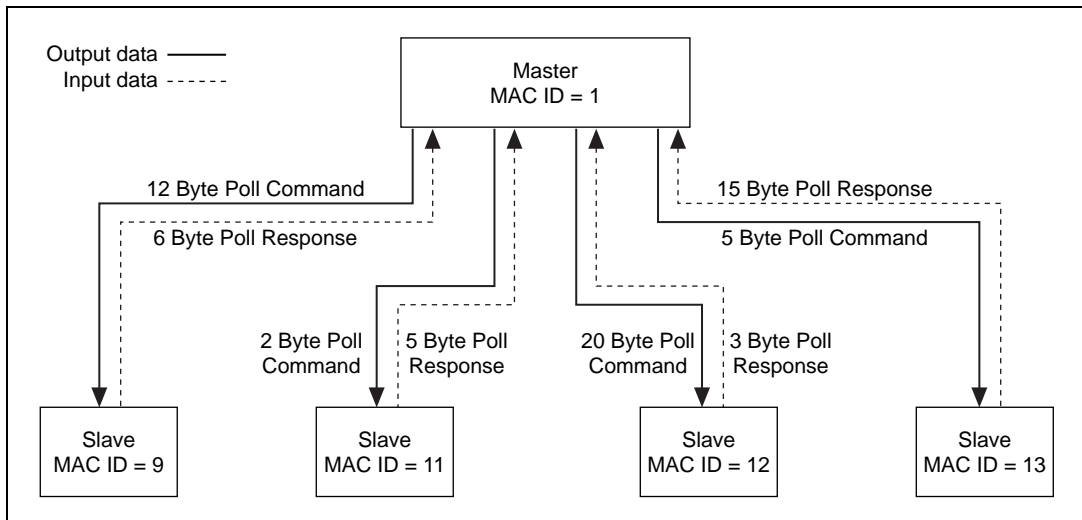 Output data
Input data
Master
MAC ID = 1
12 Byte Poll Command
6 Byte Poll Response
15 Byte Poll Response
5 Byte Poll Command
2 Byte Poll
Command
5 Byte Poll
Response
20 Byte Poll
Command
3 Byte Poll
Response
Slave
MAC ID = 9
Slave
MAC ID = 11
Slave
MAC ID = 12
Slave
MAC ID = 13